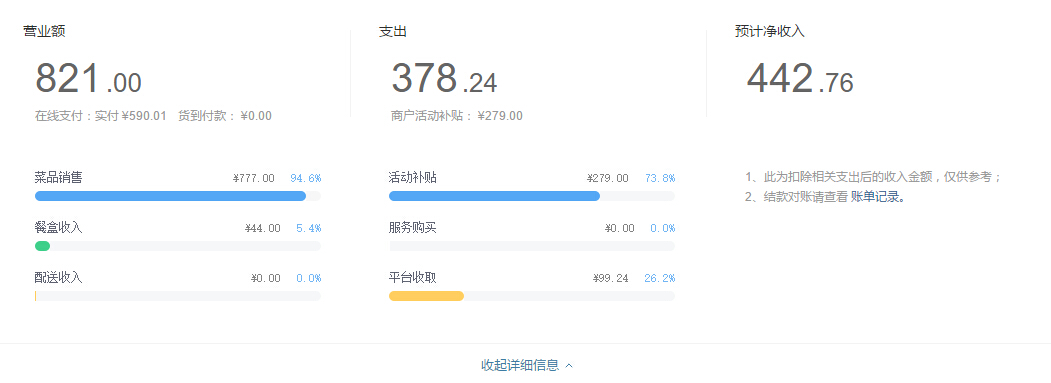 营业额
821.00
在线支付：实付 ¥590.01 货到付款： ¥0.00
菜品销售 ¥777.00 94.6%
餐盒收入 ¥44.00 5.4%
配送收入 ¥0.00 0.0%
支出
378.24
商户活动补贴： ¥279.00
活动补贴 ¥279.00 73.8%
服务购买 ¥0.00 0.0%
平台收取 ¥99.24 26.2%
预计净收入
442.76
1、此为扣除相关支出后的收入金额，仅供参考；
2、结款对账请查看 账单记录。
收起详细信息